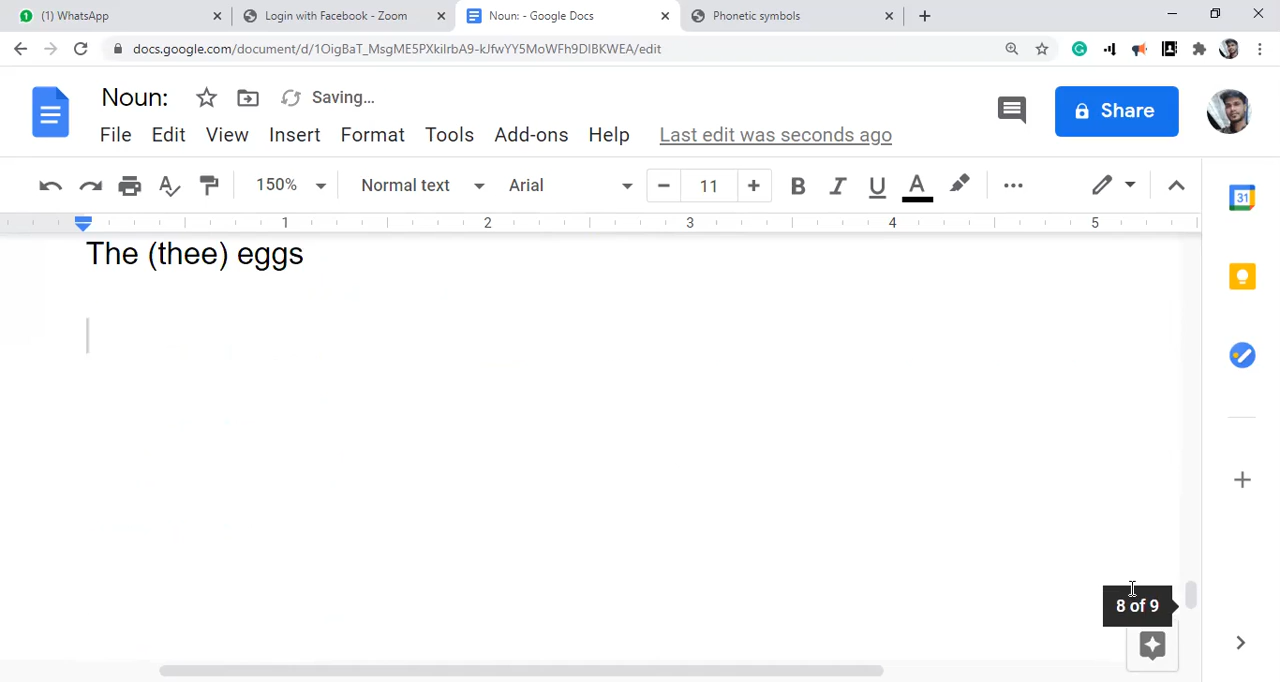 (1) WhatsApp
Login with Facebook - Zoom
Noun: - Google Docs
Phonetic symbols
docs.google.com/document/d/1OigBaT_MsgME5PXkilrbA9-kJfwYY5MoWFh9DIBKWEA/edit
Noun:
Saving...
Share
File Edit View Insert Format Tools Add-ons Help Last edit was seconds ago
150% Normal text Arial 11
1 2 3 4 5
31
The (thee) eggs
8 of 9